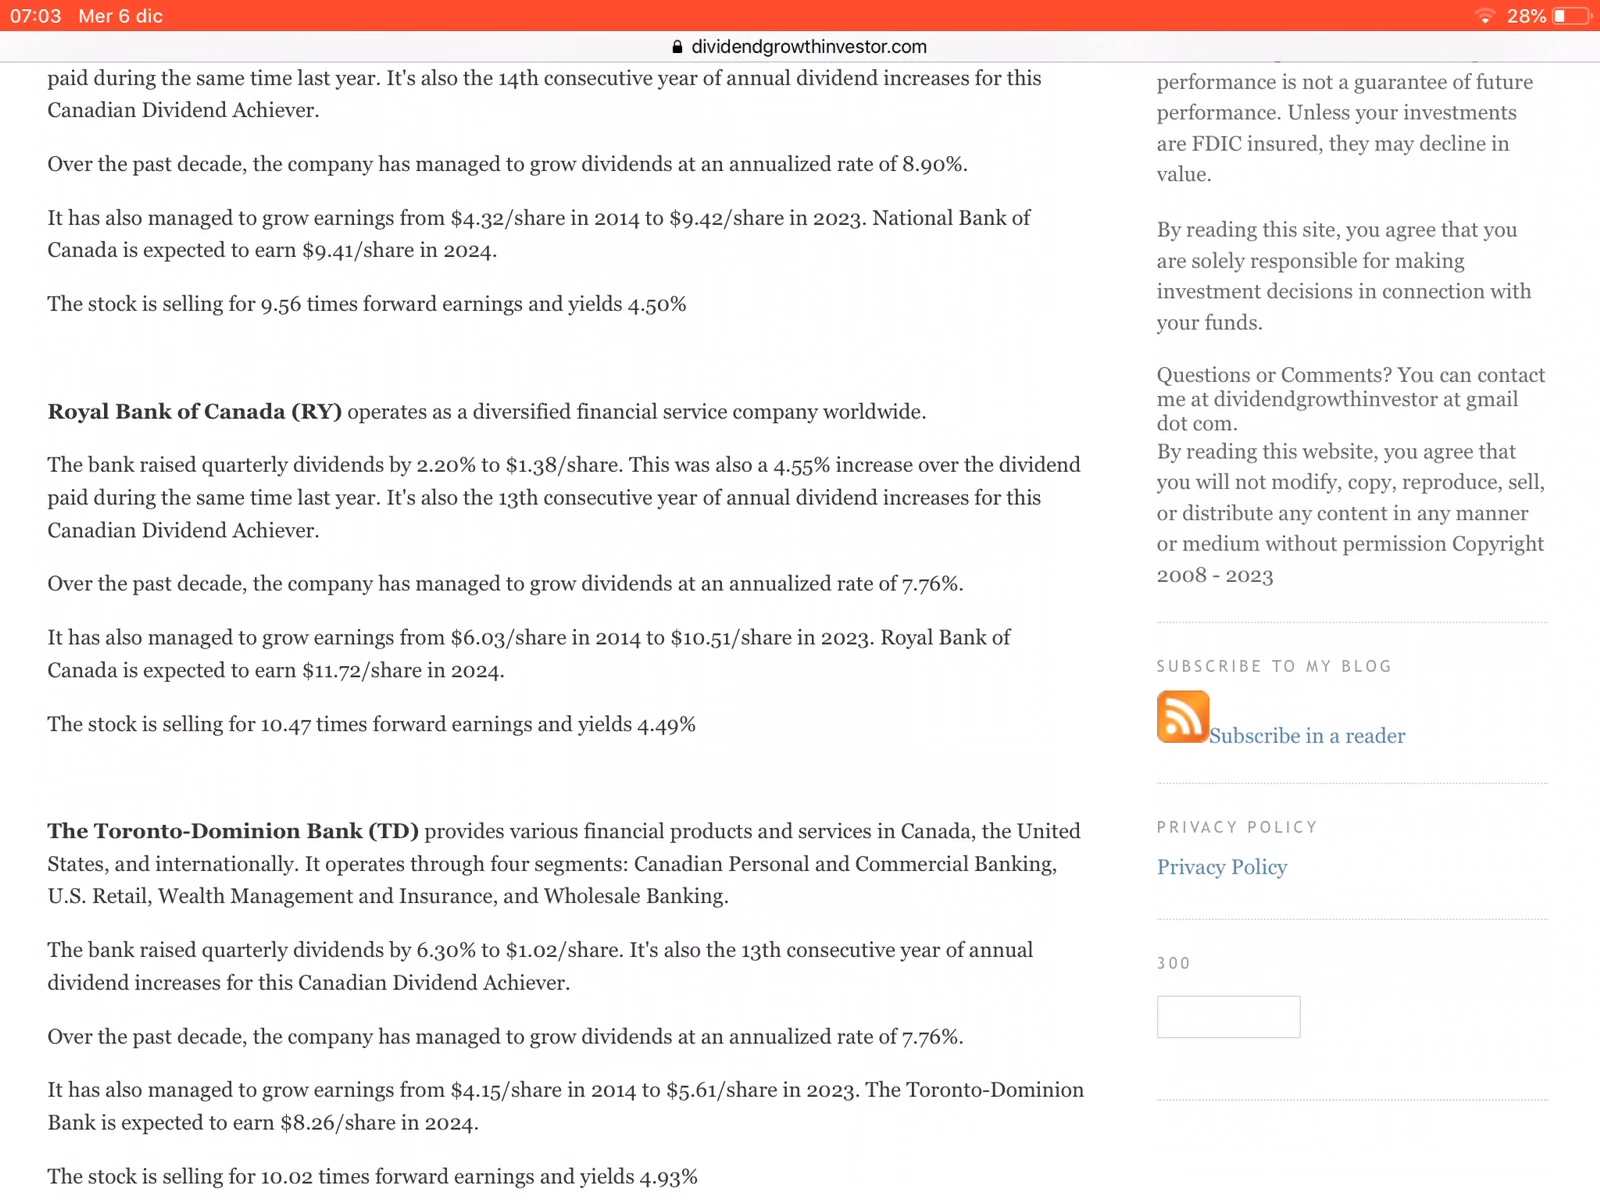 07:03 Mer 6 dic
28%
dividendgrowthinvestor.com
paid during the same time last year. It's also the 14th consecutive year of annual dividend increases for this
Canadian Dividend Achiever.
Over the past decade, the company has managed to grow dividends at an annualized rate of 8.90%.
It has also managed to grow earnings from $4.32/share in 2014 to $9.42/share in 2023. National Bank of
Canada is expected to earn $9.41/share in 2024.
The stock is selling for 9.56 times forward earnings and yields 4.50%
Royal Bank of Canada (RY) operates as a diversified financial service company worldwide.
The bank raised quarterly dividends by 2.20% to $1.38/share. This was also a 4.55% increase over the dividend
paid during the same time last year. It's also the 13th consecutive year of annual dividend increases for this
Canadian Dividend Achiever.
Over the past decade, the company has managed to grow dividends at an annualized rate of 7.76%.
It has also managed to grow earnings from $6.03/share in 2014 to $10.51/share in 2023. Royal Bank of
Canada is expected to earn $11.72/share in 2024.
The stock is selling for 10.47 times forward earnings and yields 4.49%
The Toronto-Dominion Bank (TD) provides various financial products and services in Canada, the United
States, and internationally. It operates through four segments: Canadian Personal and Commercial Banking,
U.S. Retail, Wealth Management and Insurance, and Wholesale Banking.
The bank raised quarterly dividends by 6.30% to $1.02/share. It's also the 13th consecutive year of annual
dividend increases for this Canadian Dividend Achiever.
Over the past decade, the company has managed to grow dividends at an annualized rate of 7.76%.
It has also managed to grow earnings from $4.15/share in 2014 to $5.61/share in 2023. The Toronto-Dominion
Bank is expected to earn $8.26/share in 2024.
The stock is selling for 10.02 times forward earnings and yields 4.93%
performance is not a guarantee of future
performance. Unless your investments
are FDIC insured, they may decline in
value.
By reading this site, you agree that you
are solely responsible for making
investment decisions in connection with
your funds.
Questions or Comments? You can contact
me at dividendgrowthinvestor at gmail
dot com.
By reading this website, you agree that
you will not modify, copy, reproduce, sell,
or distribute any content in any manner
or medium without permission Copyright
2008 - 2023
SUBSCRIBE TO MY BLOG
Subscribe in a reader
PRIVACY POLICY
Privacy Policy
300